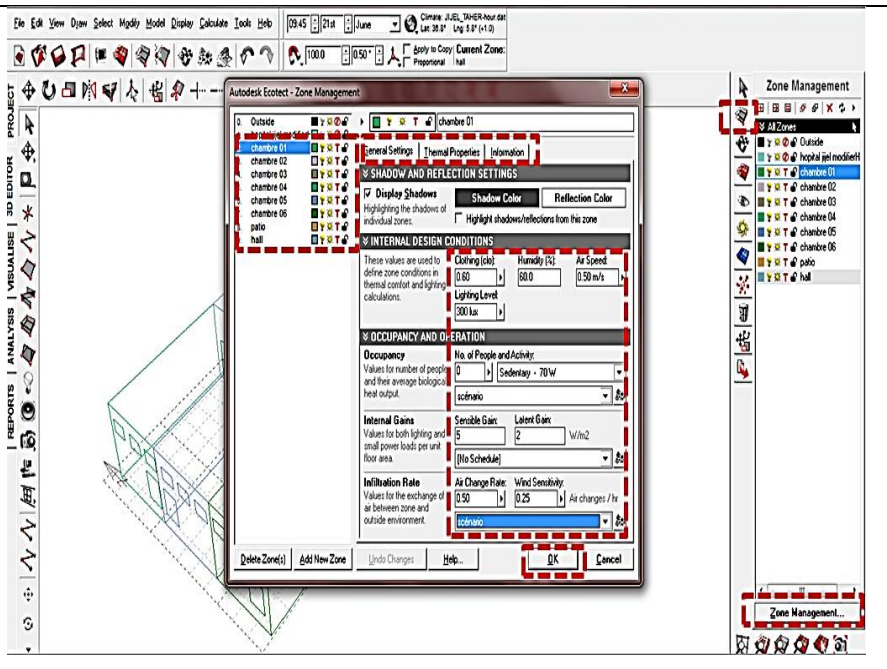 File Edit View Draw Select Modify Model Display Calculate Tools Help
09:45 21st June
Climate: JIJEL_TAHER-hour.dat
Lat: 36.8° Lng: 5.8° (+1.0)
100.0 0.50 °
Apply to Copy
Proportional
Current Zone:
hall
PROJECT
3D EDITOR
VISUALISE
ANALYSIS
REPORTS
Autodesk Ecotect - Zone Management
Outside
hopital jijel modifierH
chambre 01
chambre 02
chambre 03
chambre 04
chambre 05
chambre 06
patio
hall
chambre 01
General Settings Thermal Properties Information
SHADOW AND REFLECTION SETTINGS
Display Shadows
Highlighting the shadows of
individual zones.
Shadow Color Reflection Color
Highlight shadows/reflections from this zone
INTERNAL DESIGN CONDITIONS
These values are used to
define zone conditions in
thermal comfort and lighting
calculations.
Clothing (clo): Humidity (%): Air Speed:
0.60 60.0 0.50 m/s
Lighting Level:
300 lux
OCCUPANCY AND OPERATION
Occupancy
Values for number of people
and their average biological
heat output.
No. of People and Activity:
0 Sedentary - 70 W
scénario
Internal Gains
Values for both lighting and
small power loads per unit
floor area.
Sensible Gain: Latent Gain:
5 2 W/m2
[No Schedule]
Infiltration Rate
Values for the exchange of
air between zone and
outside environment.
Air Change Rate: Wind Sensitivity:
0.50 0.25 Air changes / hr
scénario
Delete Zone(s) Add New Zone Undo Changes Help... OK Cancel
Zone Management
All Zones
Outside
hopital jijel modifierH
chambre 01
chambre 02
chambre 03
chambre 04
chambre 05
chambre 06
patio
hall
Zone Management...